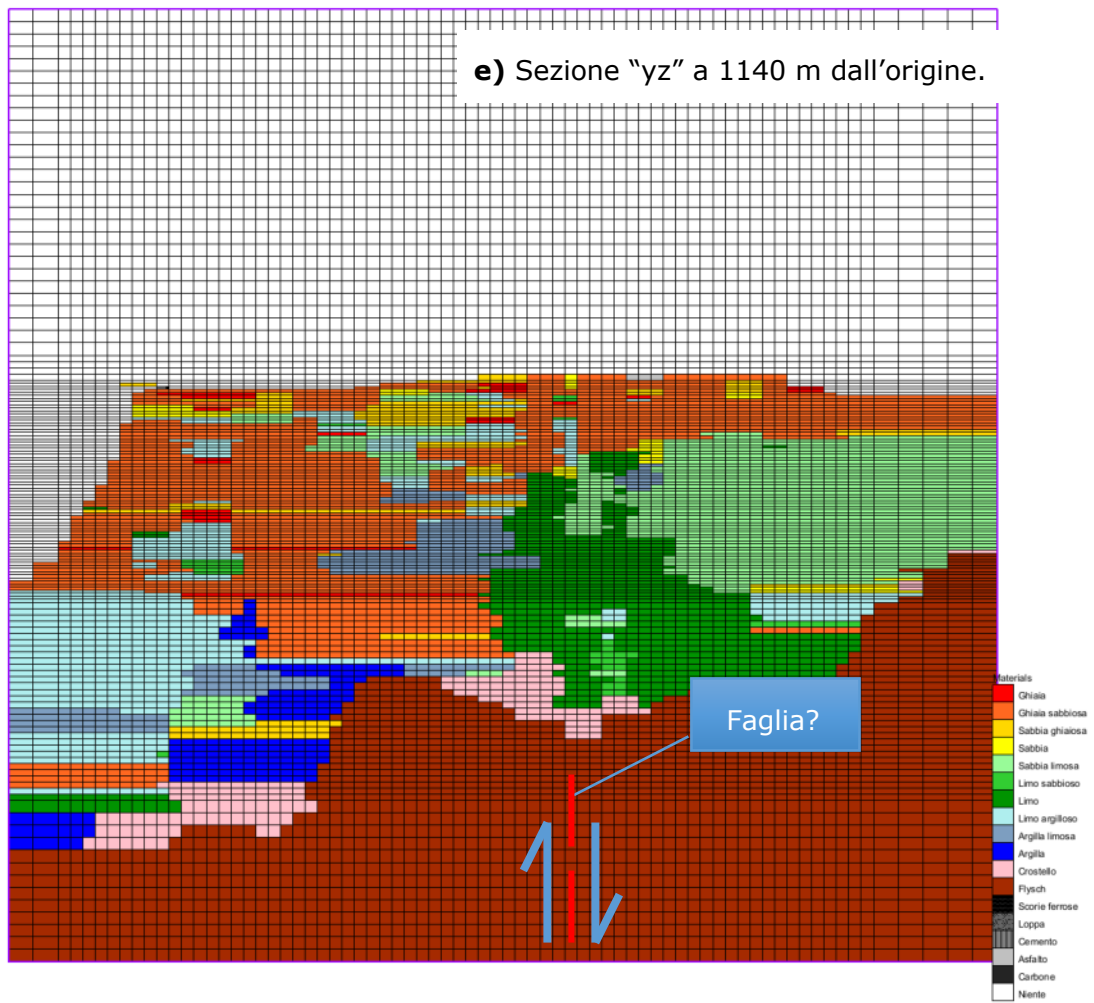 e) Sezione “yz” a 1140 m dall’origine.
Faglia?
Materials
Ghiaia
Ghiaia sabbiosa
Sabbia ghiaiosa
Sabbia
Sabbia limosa
Limo sabbioso
Limo
Limo argilloso
Argilla limosa
Argilla
Crostello
Flysch
Scorie ferrose
Loppa
Cemento
Asfalto
Carbone
Niente